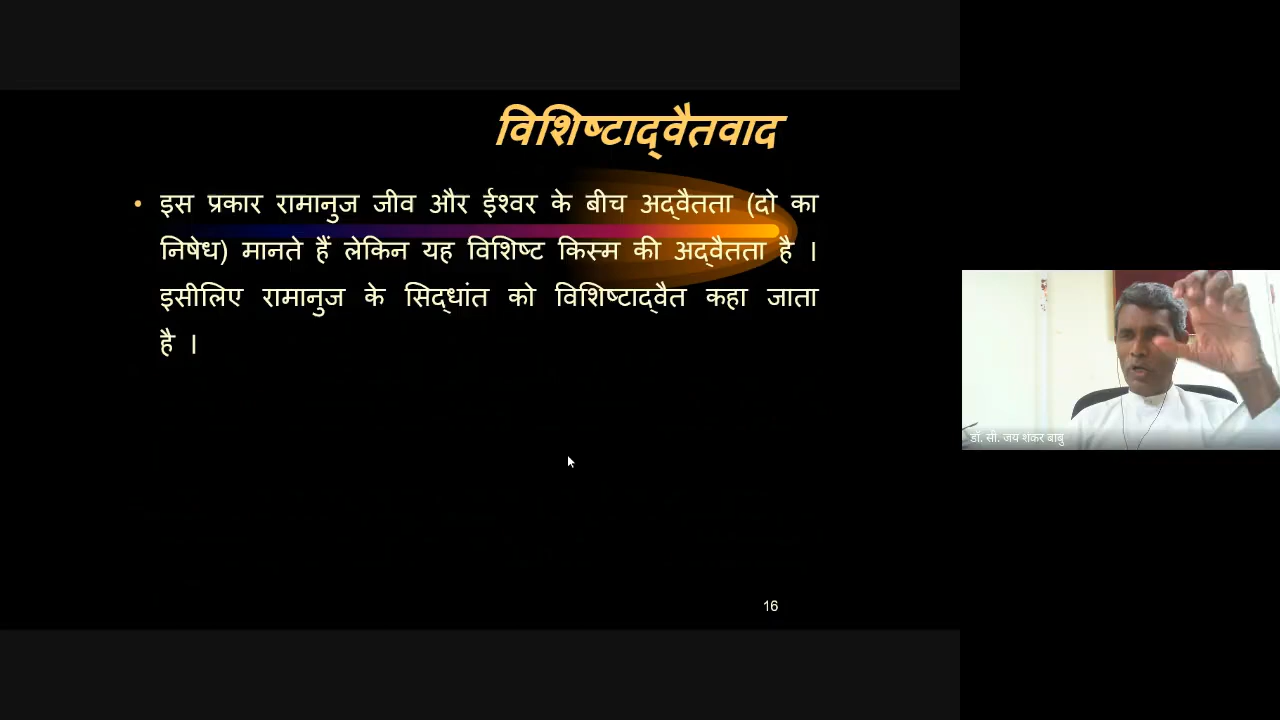 विशिष्टाद्वैतवाद
• इस प्रकार रामानुज जीव और ईश्वर के बीच अद्वैतता (दो का
निषेध) मानते हैं लेकिन यह विशिष्ट किस्म की अद्वैतता है ।
इसीलिए रामानुज के सिद्धांत को विशिष्टाद्वैत कहा जाता
है ।
डॉ. सी. जय शंकर बाबु
16